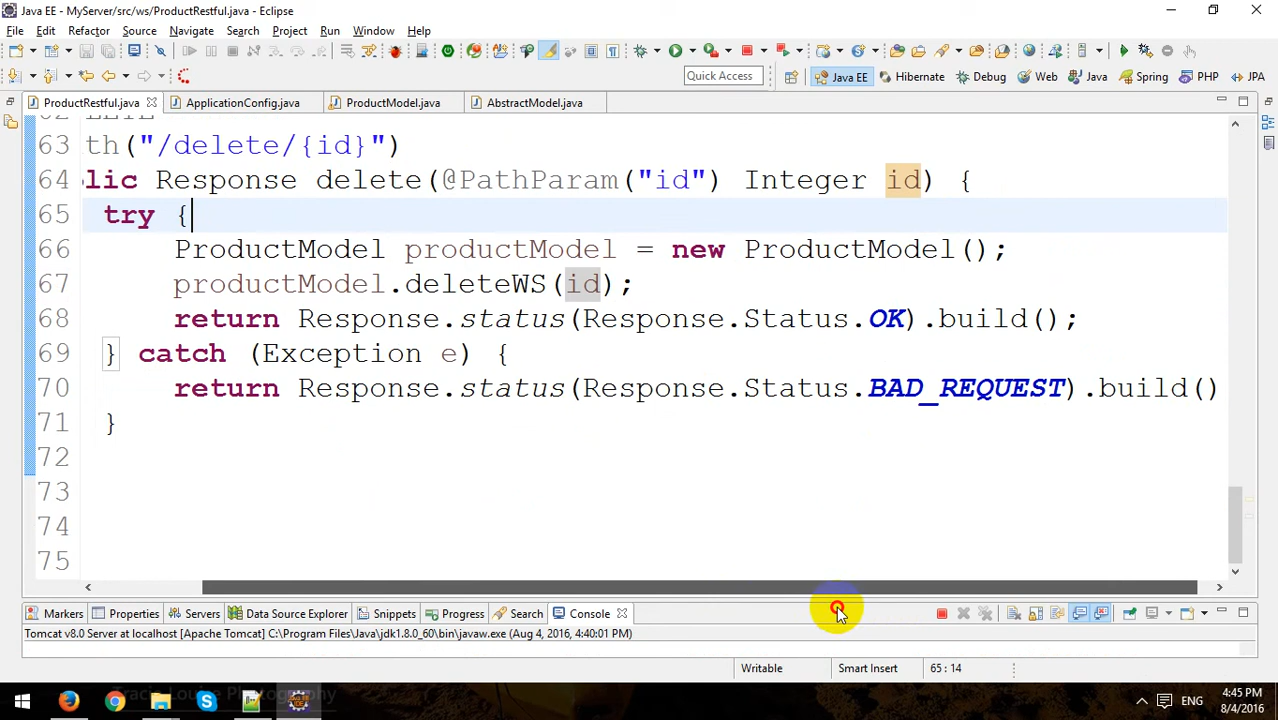 Java EE - MyServer/src/ws/ProductRestful.java - Eclipse
File Edit Refactor Source Navigate Search Project Run Window Help
Quick Access Java EE Hibernate Debug Web Java Spring PHP JPA
ProductRestful.java ApplicationConfig.java ProductModel.java AbstractModel.java
63 th("/delete/{id}")
64 lic Response delete(@PathParam("id") Integer id) {
65 try {
66 ProductModel productModel = new ProductModel();
67 productModel.deleteWS(id);
68 return Response.status(Response.Status.OK).build();
69 } catch (Exception e) {
70 return Response.status(Response.Status.BAD_REQUEST).build()
71 }
72
73
74
75
Markers Properties Servers Data Source Explorer Snippets Progress Search Console
Tomcat v8.0 Server at localhost [Apache Tomcat] C:\Program Files\Java\jdk1.8.0_60\bin\javaw.exe (Aug 4, 2016, 4:40:01 PM)
Writable Smart Insert 65 : 14
ENG 4:45 PM
8/4/2016